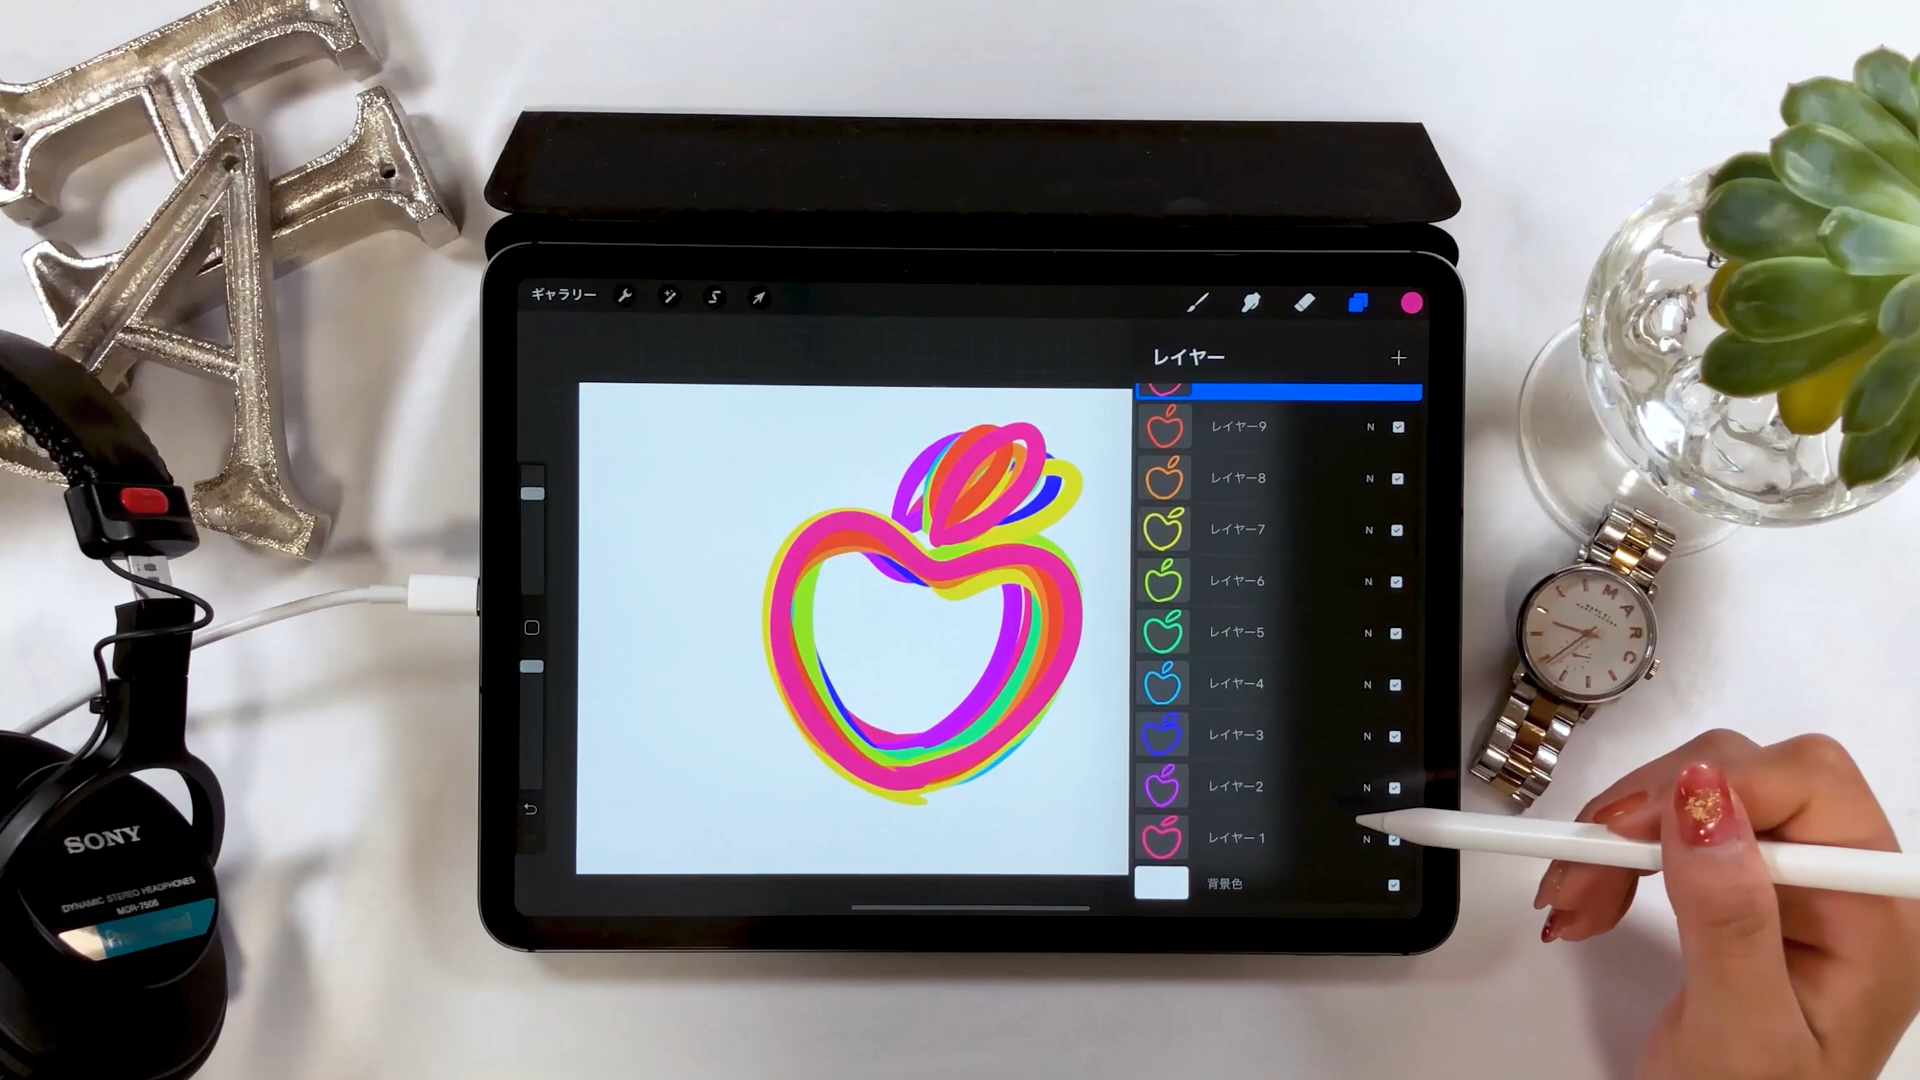 ギャラリー
レイヤー
レイヤー9 N
レイヤー8 N
レイヤー7 N
レイヤー6 N
レイヤー5 N
レイヤー4 N
レイヤー3 N
レイヤー2 N
レイヤー 1 N
背景色
SONY
DYNAMIC STEREO HEADPHONES
MDR-7506
MARC